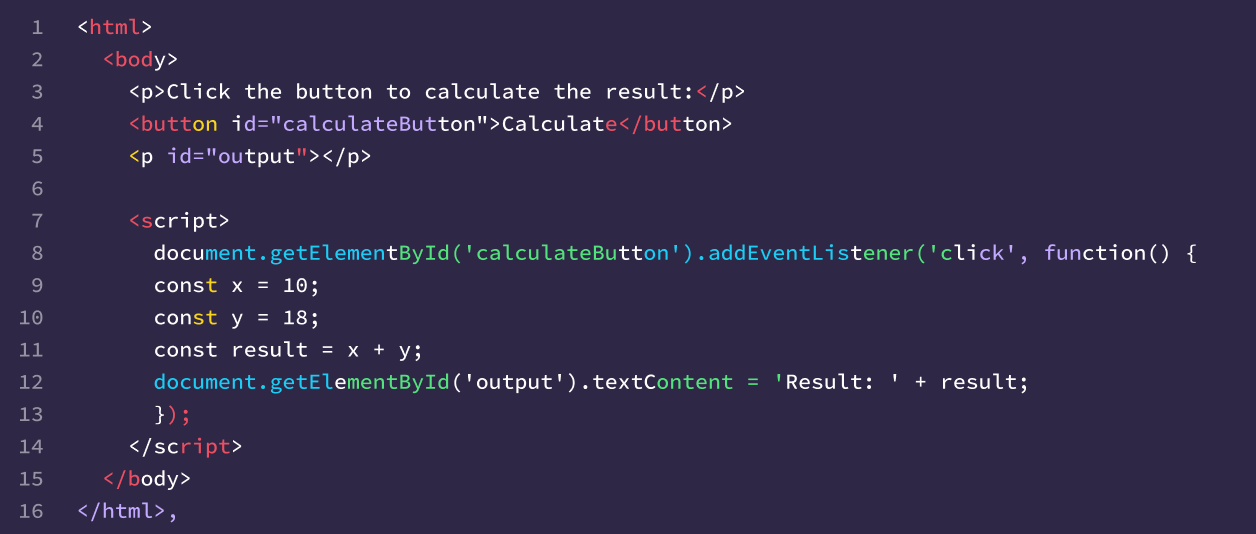 1 <html>
2 <body>
3 <p>Click the button to calculate the result:</p>
4 <button id="calculateButton">Calculate</button>
5 <p id="output"></p>
6
7 <script>
8 document.getElementById('calculateButton').addEventListener('click', function() {
9 const x = 10;
10 const y = 18;
11 const result = x + y;
12 document.getElementById('output').textContent = 'Result: ' + result;
13 });
14 </script>
15 </body>
16 </html>,